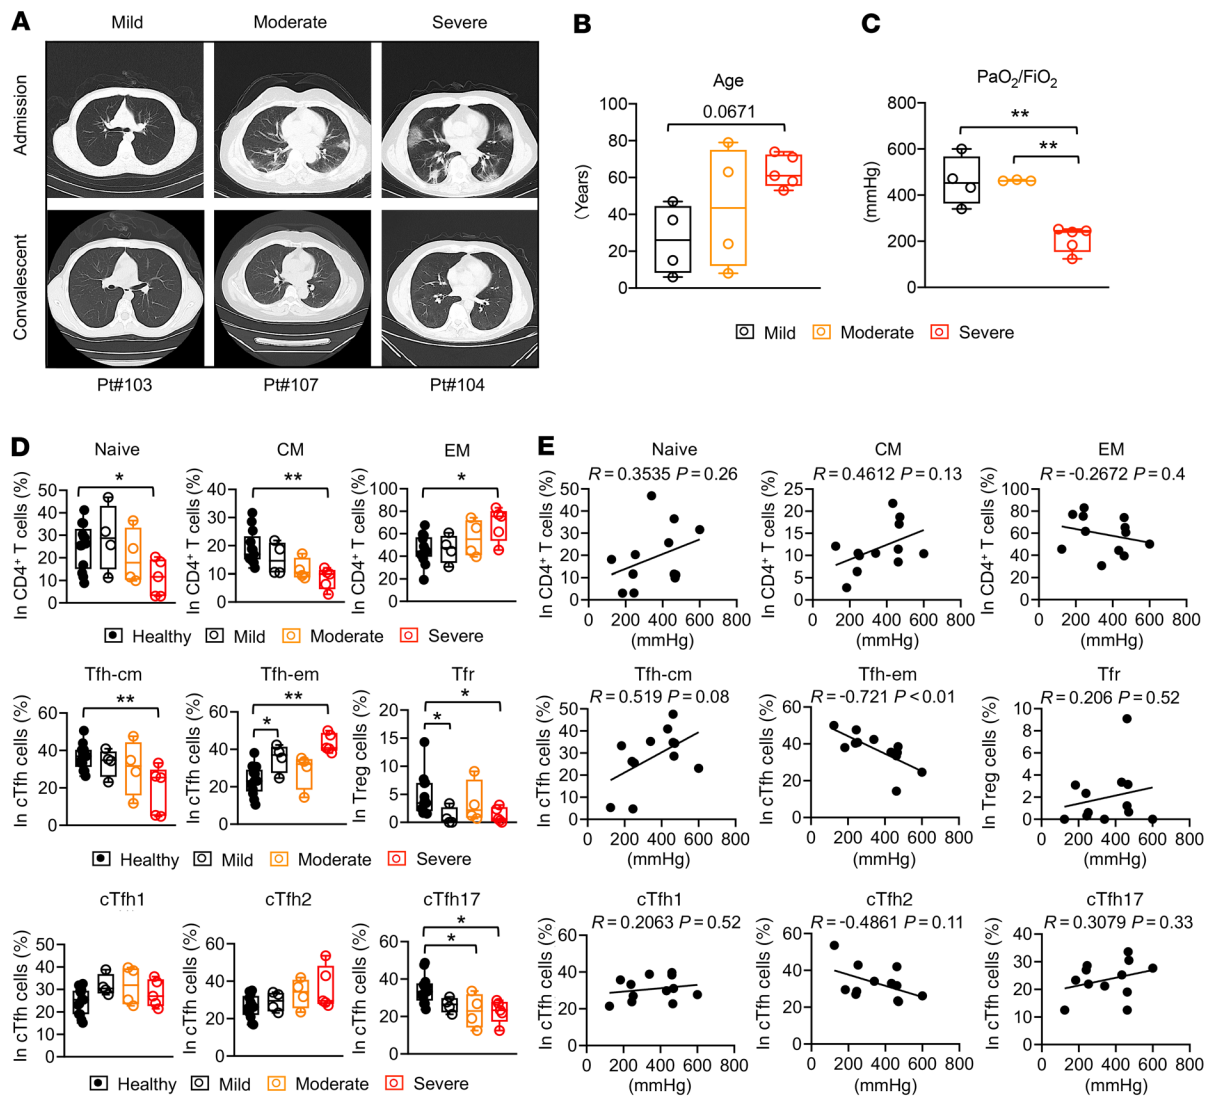 A
Mild Moderate Severe
Admission
Convalescent
Pt#103 Pt#107 Pt#104
B
Age
0.0671
(Years)
100
80
60
40
20
0
C
PaO2/FiO2
**
**
(mmHg)
800
600
400
200
0
Mild Moderate Severe
D
Naive CM EM
* ** *
In CD4+ T cells (%) In CD4+ T cells (%) In CD4+ T cells (%)
50 40 30 20 10 0
40 30 20 10 0
100 80 60 40 20 0
Healthy Mild Moderate Severe
Tfh-cm Tfh-em Tfr
** ** * * *
In cTfh cells (%) In cTfh cells (%) In Treg cells (%)
60 40 20 0
60 40 20 0
20 15 10 5 0
Healthy Mild Moderate Severe
cTfh1 cTfh2 cTfh17
* *
In cTfh cells (%) In cTfh cells (%) In cTfh cells (%)
50 40 30 20 10 0
60 40 20 0
60 40 20 0
Healthy Mild Moderate Severe
E
Naive CM EM
R = 0.3535 P = 0.26 R = 0.4612 P = 0.13 R = -0.2672 P = 0.4
In CD4+ T cells (%) In CD4+ T cells (%) In CD4+ T cells (%)
50 40 30 20 10 0
25 20 15 10 5 0
100 80 60 40 20 0
0 200 400 600 800 0 200 400 600 800 0 200 400 600 800
(mmHg) (mmHg) (mmHg)
Tfh-cm Tfh-em Tfr
R = 0.519 P = 0.08 R = -0.721 P < 0.01 R = 0.206 P = 0.52
In cTfh cells (%) In cTfh cells (%) In Treg cells (%)
60 40 20 0
60 40 20 0
10 8 6 4 2 0
0 200 400 600 800 0 200 400 600 800 0 200 400 600 800
(mmHg) (mmHg) (mmHg)
cTfh1 cTfh2 cTfh17
R = 0.2063 P = 0.52 R = -0.4861 P = 0.11 R = 0.3079 P = 0.33
In cTfh cells (%) In cTfh cells (%) In cTfh cells (%)
60 40 20 0
60 40 20 0
40 30 20 10 0
0 200 400 600 800 0 200 400 600 800 0 200 400 600 800
(mmHg) (mmHg) (mmHg)